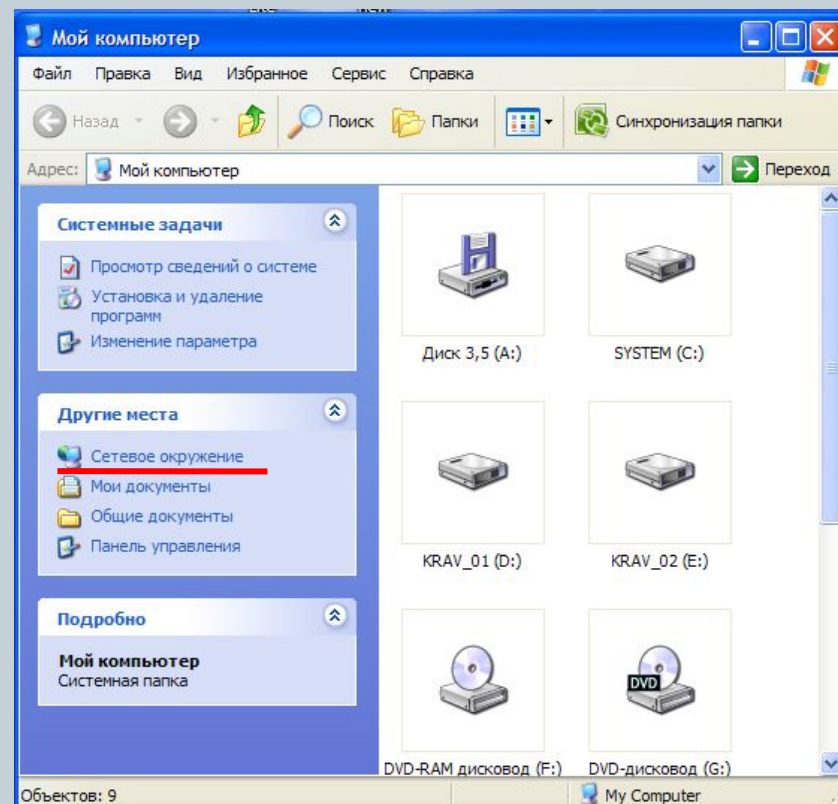 Мой компьютер
Файл Правка Вид Избранное Сервис Справка
Назад Поиск Папки Синхронизация папки
Адрес: Мой компьютер Переход
Системные задачи
Просмотр сведений о системе
Установка и удаление
программ
Изменение параметра
Другие места
Сетевое окружение
Мои документы
Общие документы
Панель управления
Подробно
Мой компьютер
Системная папка
Диск 3,5 (A:) SYSTEM (C:)
KRAV_01 (D:) KRAV_02 (E:)
DVD
DVD-RAM дисковод (F:) DVD-дисковод (G:)
Объектов: 9 My Computer